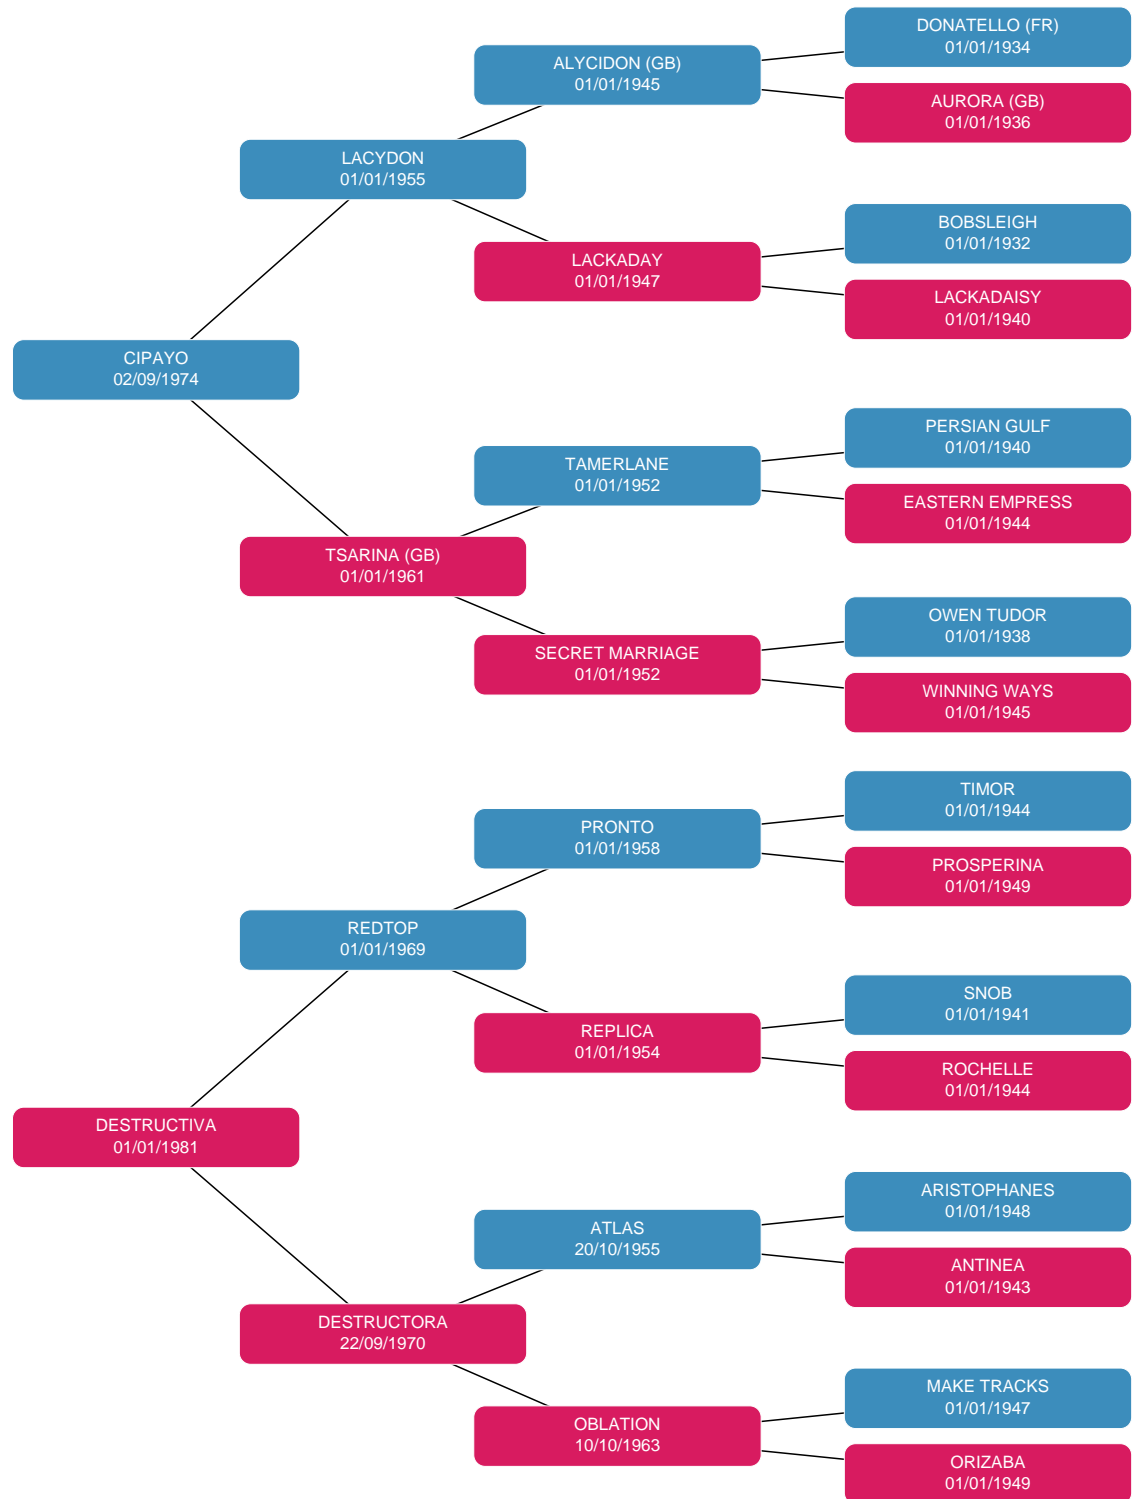 DONATELLO (FR)
01/01/1934
ALYCIDON (GB)
01/01/1945
AURORA (GB)
01/01/1936
LACYDON
01/01/1955
BOBSLEIGH
01/01/1932
LACKADAY
01/01/1947
LACKADAISY
01/01/1940
CIPAYO
02/09/1974
PERSIAN GULF
01/01/1940
TAMERLANE
01/01/1952
EASTERN EMPRESS
01/01/1944
TSARINA (GB)
01/01/1961
OWEN TUDOR
01/01/1938
SECRET MARRIAGE
01/01/1952
WINNING WAYS
01/01/1945
TIMOR
01/01/1944
PRONTO
01/01/1958
PROSPERINA
01/01/1949
REDTOP
01/01/1969
SNOB
01/01/1941
REPLICA
01/01/1954
ROCHELLE
01/01/1944
DESTRUCTIVA
01/01/1981
ARISTOPHANES
01/01/1948
ATLAS
20/10/1955
ANTINEA
01/01/1943
DESTRUCTORA
22/09/1970
MAKE TRACKS
01/01/1947
OBLATION
10/10/1963
ORIZABA
01/01/1949